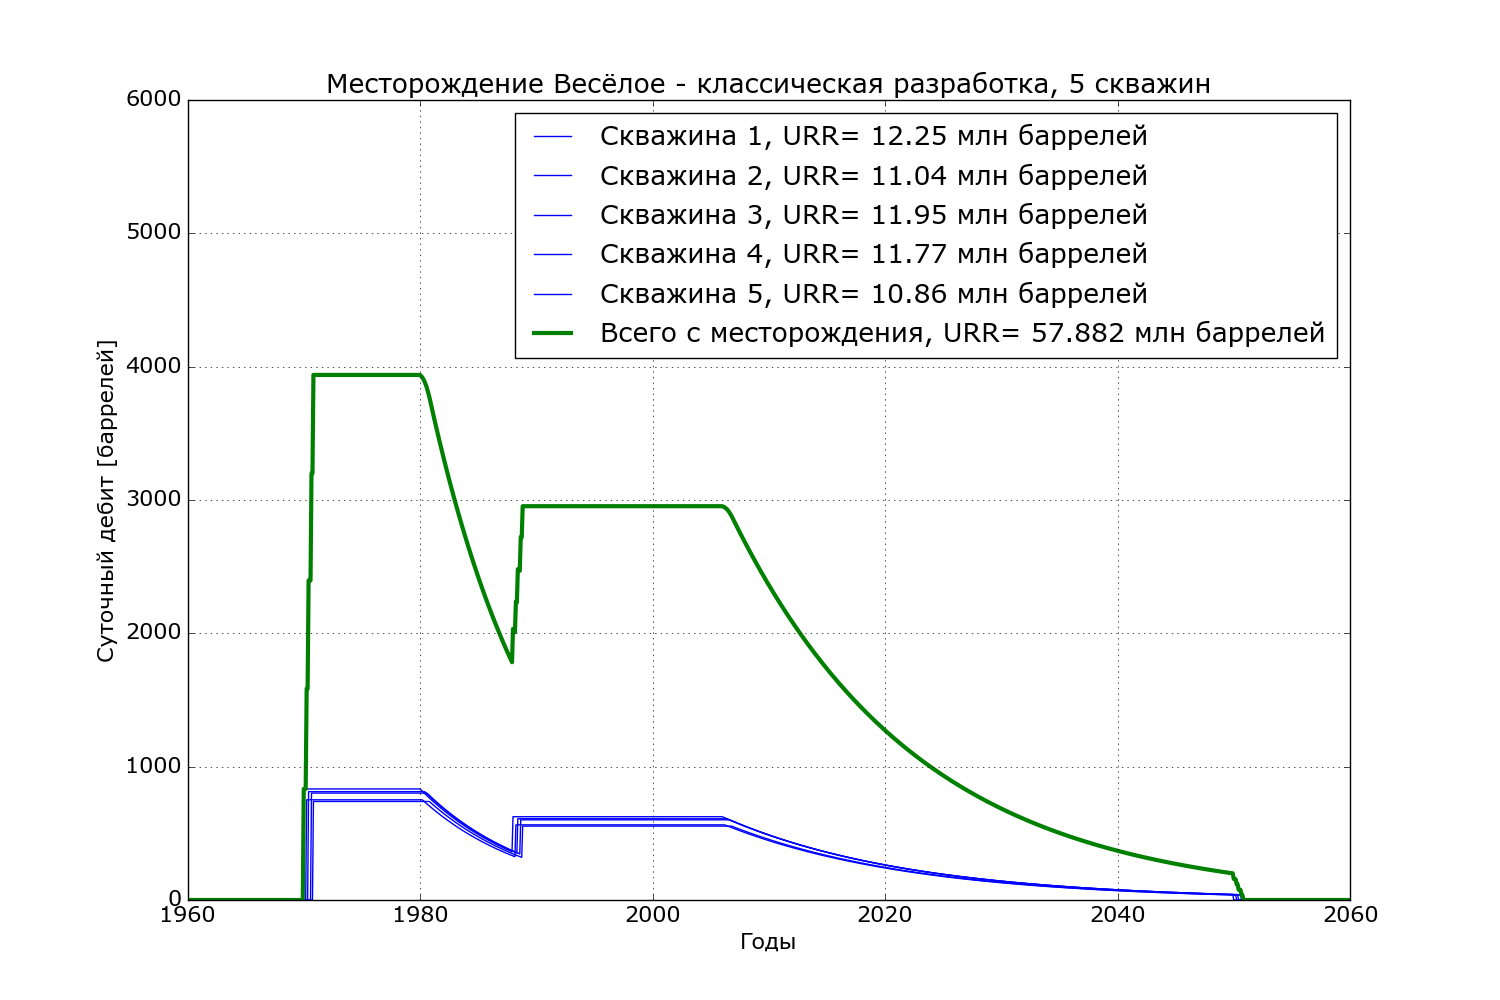 Месторождение Весёлое - классическая разработка, 5 скважин
6000
5000
4000
3000
2000
1000
0
Суточный дебит [баррелей]
Скважина 1, URR= 12.25 млн баррелей
Скважина 2, URR= 11.04 млн баррелей
Скважина 3, URR= 11.95 млн баррелей
Скважина 4, URR= 11.77 млн баррелей
Скважина 5, URR= 10.86 млн баррелей
Всего с месторождения, URR= 57.882 млн баррелей
1960 1980 2000 2020 2040 2060
Годы